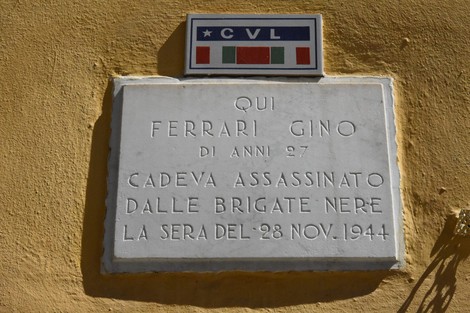 CVL
QUI
FERRARI GINO
DI ANNI 27
CADEVA ASSASSINATO
DALLE BRIGATE NERE
LA SERA DEL 28 NOV. 1944